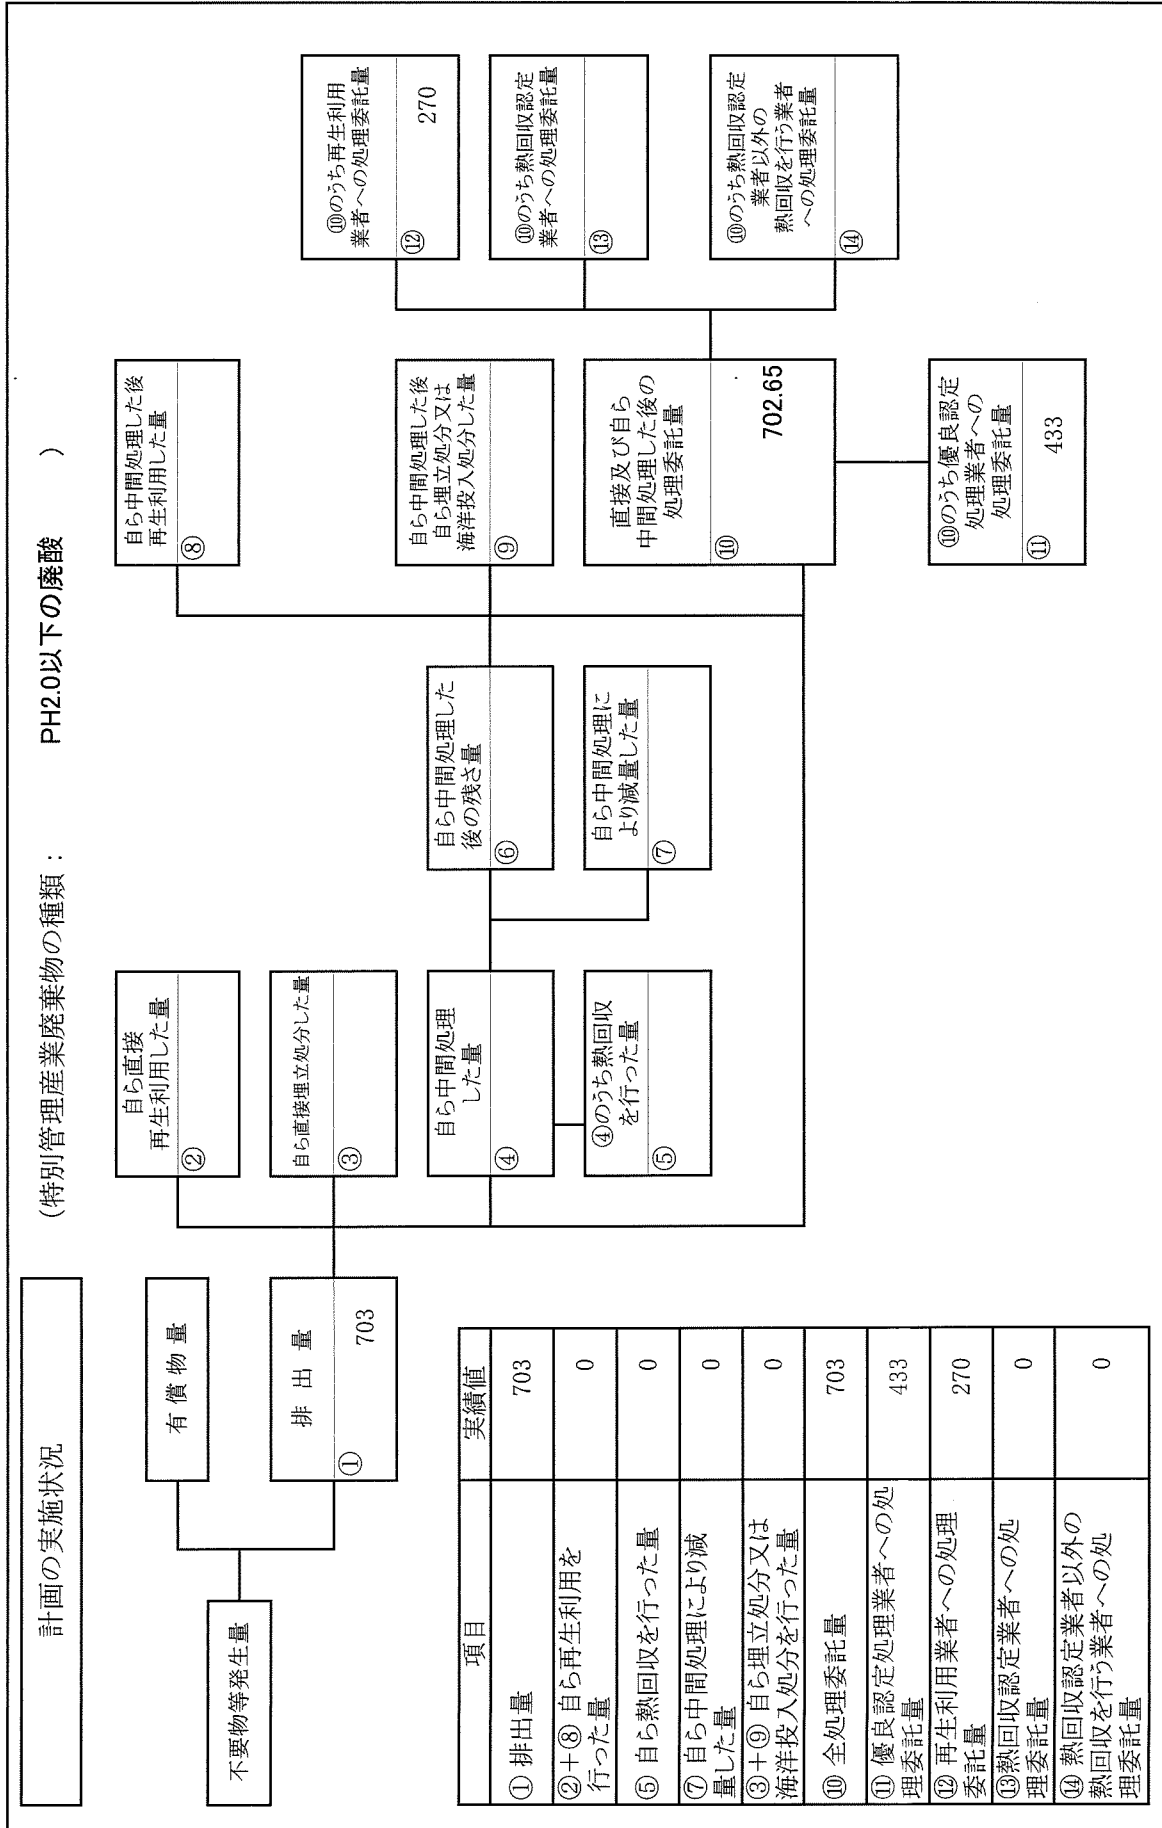 計画の実施状況
(特別管理産業廃棄物の種類：
PH2.0以下の廃酸
)
不要物等発生量
有償物量
排出量
①
703
自ら直接
再生利用した量
②
自ら直接埋立処分した量
③
自ら中間処理
した量
④
④のうち熱回収
を行った量
⑤
自ら中間処理した
後の残さ量
⑥
自ら中間処理に
より減量した量
⑦
自ら中間処理した後
再生利用した量
⑧
自ら中間処理した後
自ら埋立処分又は
海洋投入処分した量
⑨
直接及び自ら
中間処理した後の
処理委託量
⑩
702.65
⑩のうち優良認定
処理業者への
処理委託量
⑪
433
⑩のうち再生利用
業者への処理委託量
⑫
270
⑩のうち熱回収認定
業者への処理委託量
⑬
⑩のうち熱回収認定
業者以外の
熱回収を行う業者
への処理委託量
⑭
項目 実績値
① 排出量 703
②＋⑧ 自ら再生利用を
行った量 0
⑤ 自ら熱回収を行った量 0
⑦ 自ら中間処理により減
量した量 0
③＋⑨ 自ら埋立処分又は
海洋投入処分を行った量 0
⑩ 全処理委託量 703
⑪ 優良認定処理業者への処
理委託量 433
⑫ 再生利用業者への処理
委託量 270
⑬熱回収認定業者への処
理委託量 0
⑭ 熱回収認定業者以外の
熱回収を行う業者への処
理委託量 0